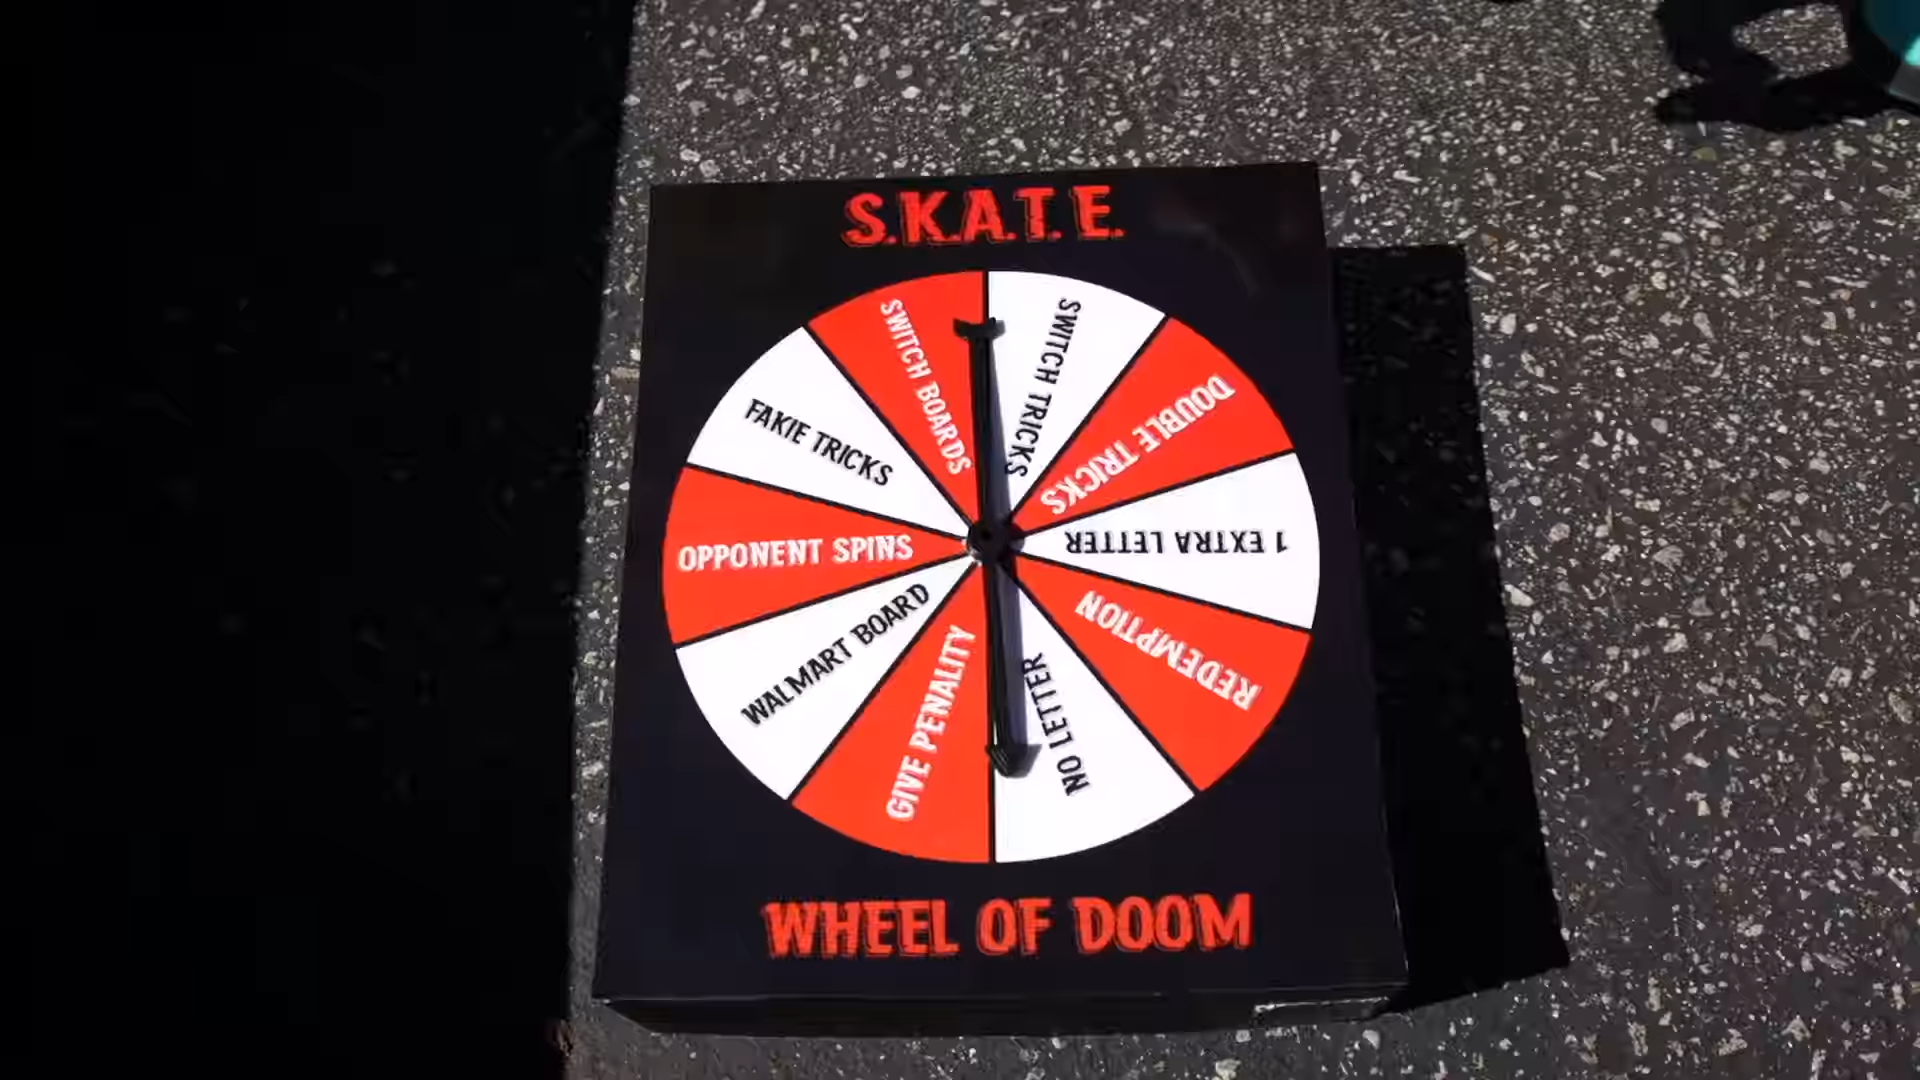 S.K.A.T.E.
SWITCH BOARDS
SWITCH TRICKS
DOUBLE TRICKS
1 EXTRA LETTER
REDEMPTION
NO LETTER
GIVE PENALITY
WALMART BOARD
OPPONENT SPINS
FAKIE TRICKS
WHEEL OF DOOM